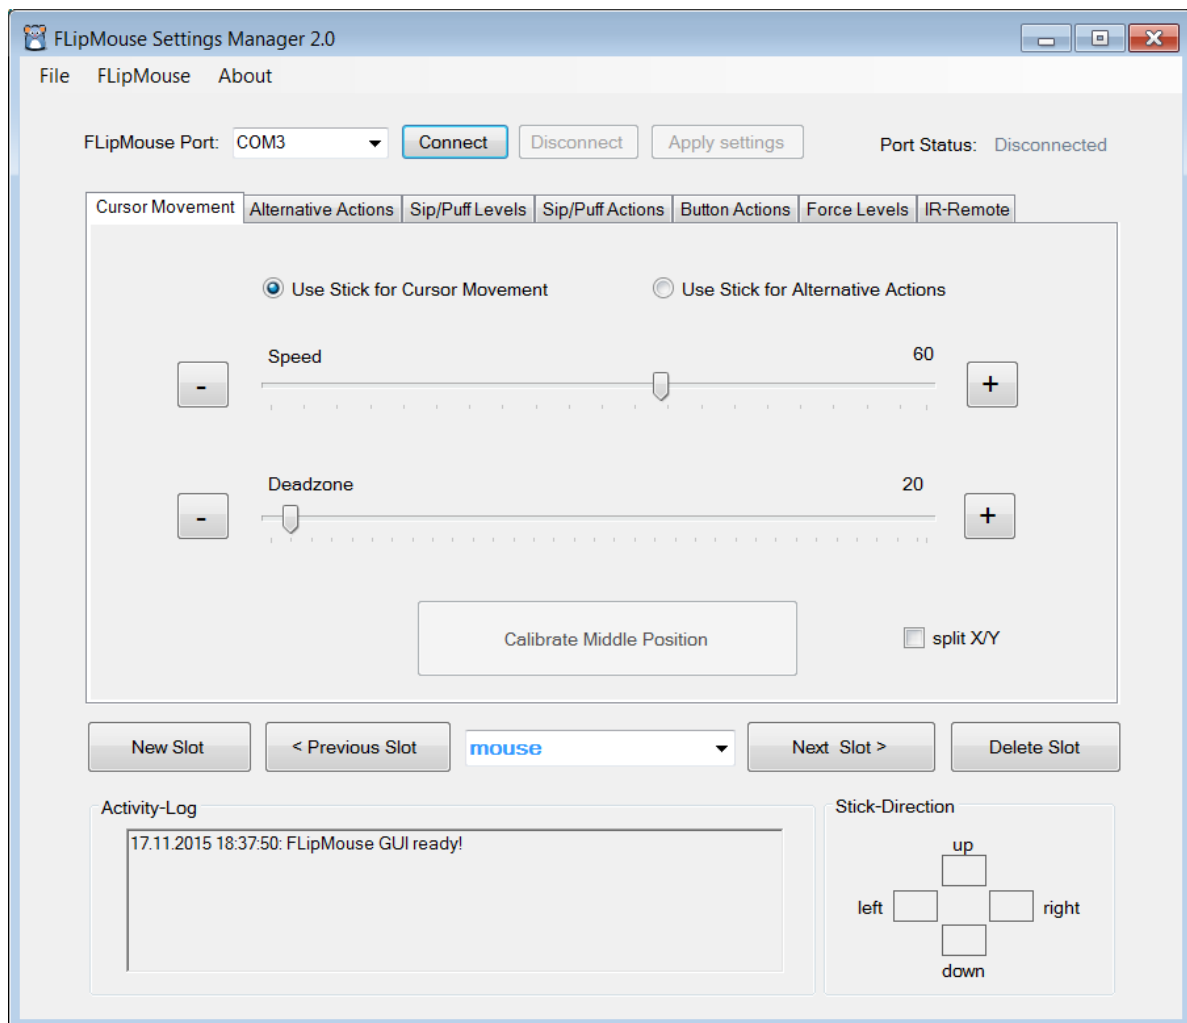 FLipMouse Settings Manager 2.0
File FLipMouse About
FLipMouse Port: COM3 Connect Disconnect Apply settings Port Status: Disconnected
Cursor Movement Alternative Actions Sip/Puff Levels Sip/Puff Actions Button Actions Force Levels IR-Remote
Use Stick for Cursor Movement Use Stick for Alternative Actions
Speed 60
- +
Deadzone 20
- +
Calibrate Middle Position split X/Y
New Slot < Previous Slot mouse Next Slot > Delete Slot
Activity-Log Stick-Direction
17.11.2015 18:37:50: FLipMouse GUI ready!
up
left right
down